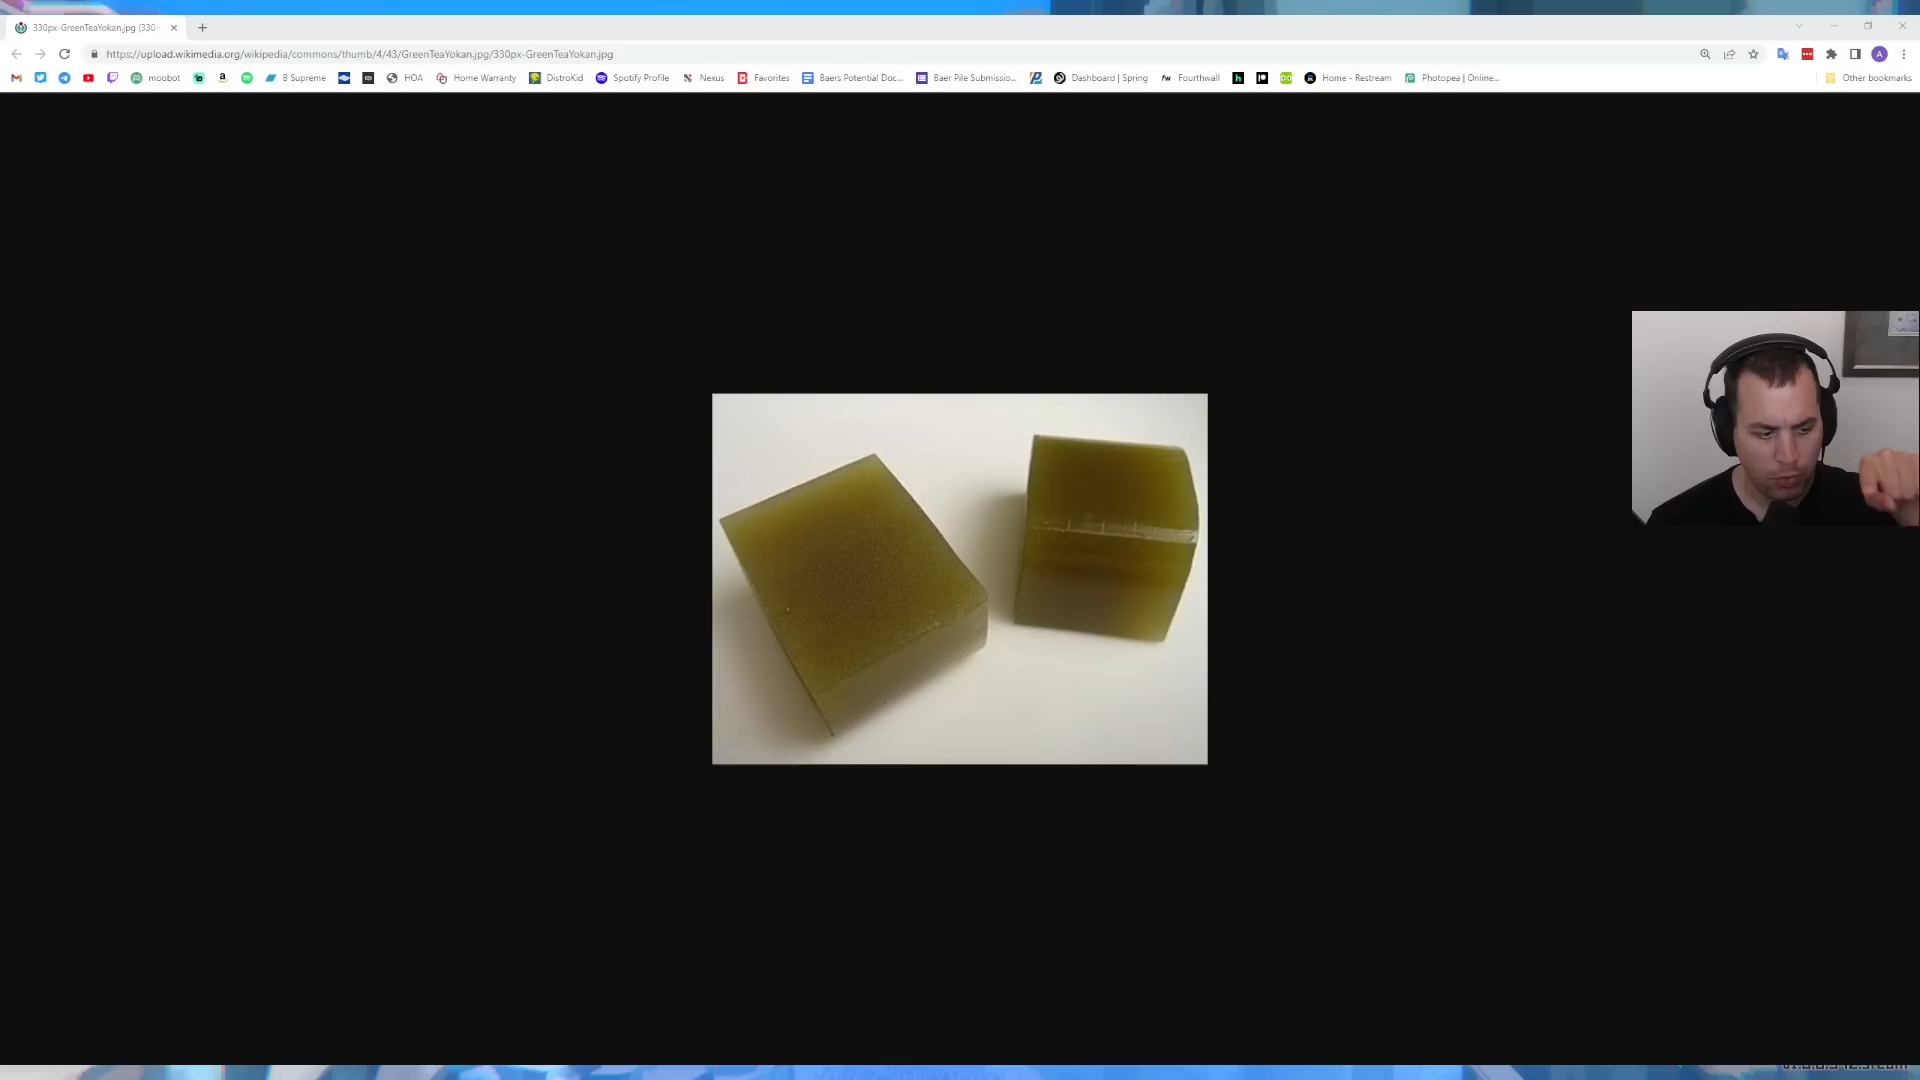 330px-GreenTeaYokan.jpg (330
https://upload.wikimedia.org/wikipedia/commons/thumb/4/43/GreenTeaYokan.jpg/330px-GreenTeaYokan.jpg
A
moobot
B Supreme
HOA
Home Warranty
DistroKid
Spotify Profile
Nexus
Favorites
Baers Potential Doc...
Baer Pile Submissio...
Dashboard | Spring
fw
Fourthwall
h
Home - Restream
Photopea | Online...
Other bookmarks